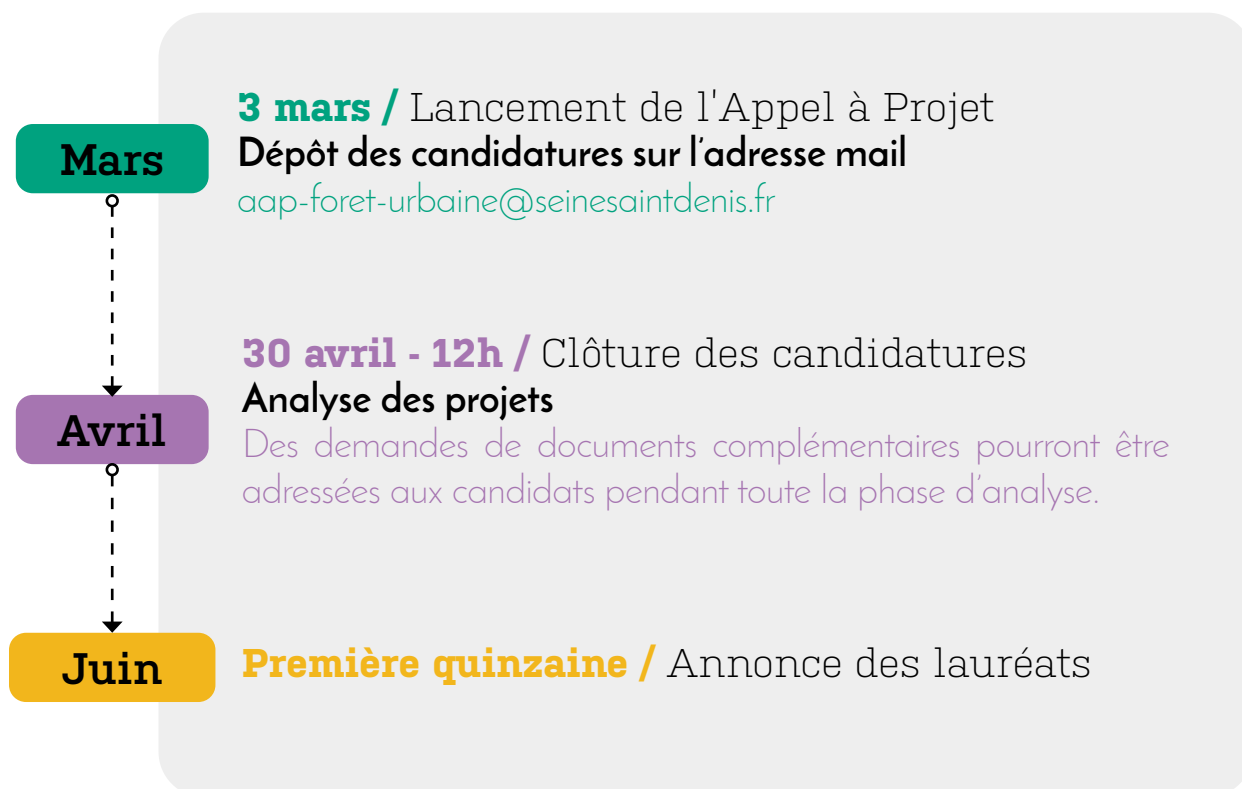 Mars
3 mars / Lancement de l'Appel à Projet
Dépôt des candidatures sur l'adresse mail
aap-foret-urbaine@seinesaintdenis.fr
Avril
30 avril - 12h / Clôture des candidatures
Analyse des projets
Des demandes de documents complémentaires pourront être
adressées aux candidats pendant toute la phase d'analyse.
Juin
Première quinzaine / Annonce des lauréats